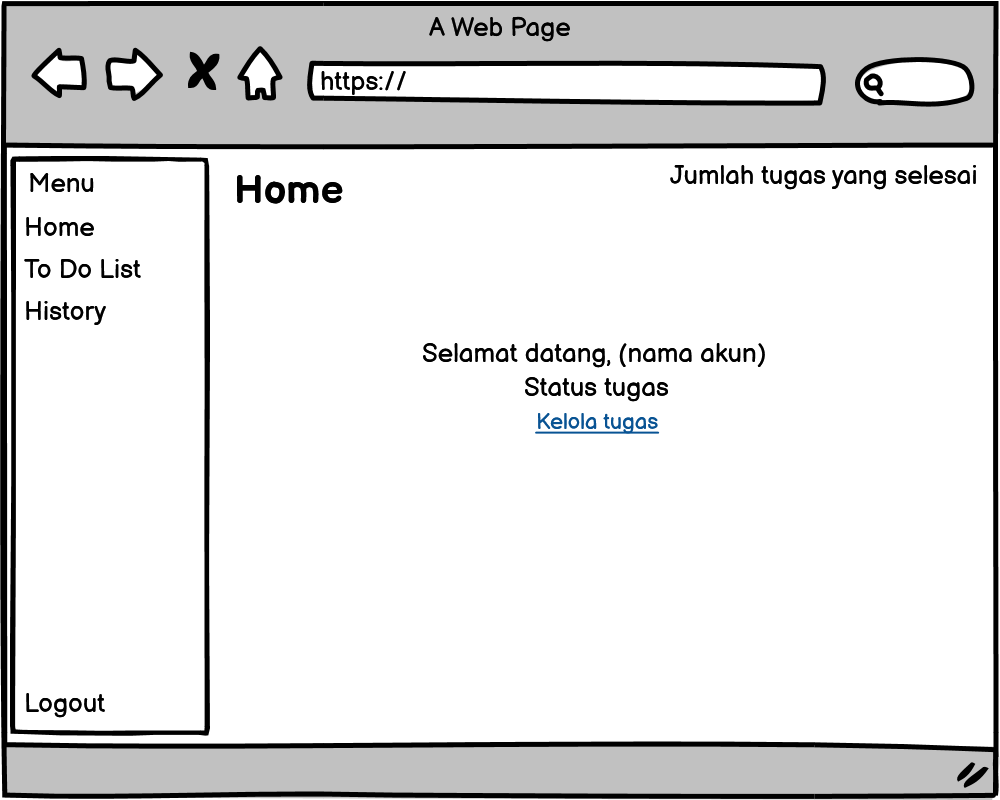 A Web Page
https://
Menu
Home
To Do List
History
Logout
Home
Jumlah tugas yang selesai
Selamat datang, (nama akun)
Status tugas
Kelola tugas